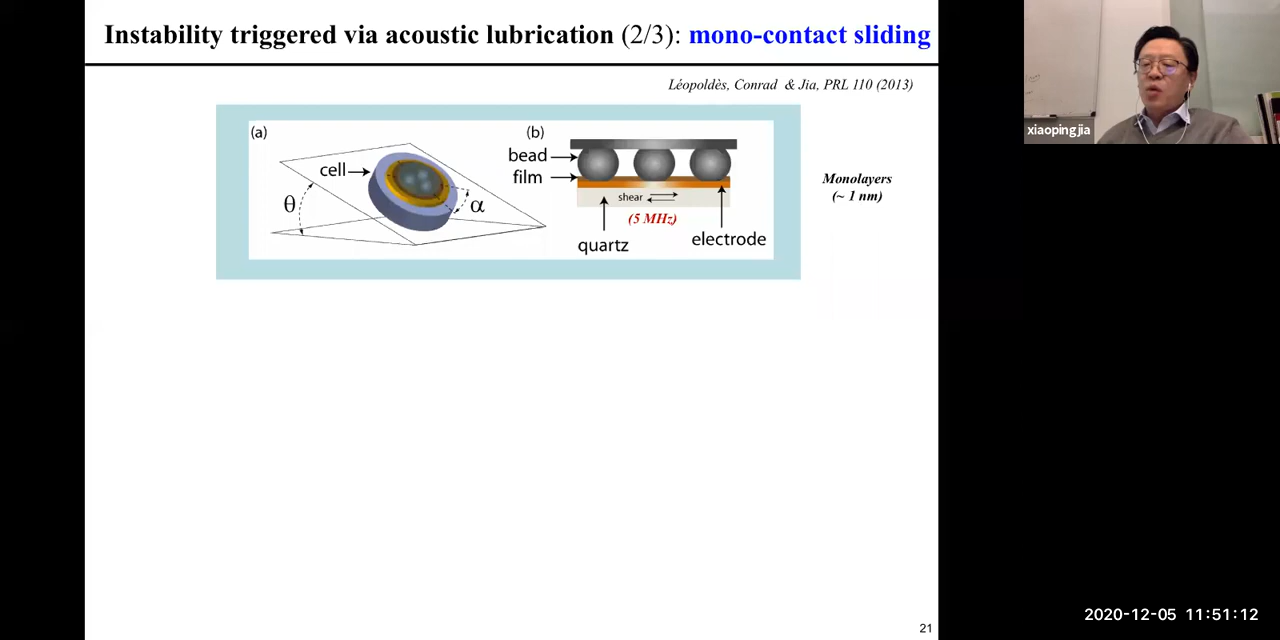 Instability triggered via acoustic lubrication (2/3): mono-contact sliding
Léopoldès, Conrad & Jia, PRL 110 (2013)
(a)
cell
θ
α
(b)
bead
film
shear
(5 MHz)
quartz
electrode
Monolayers
(~ 1 nm)
xiaopingjia
2020-12-05 11:51:12
21